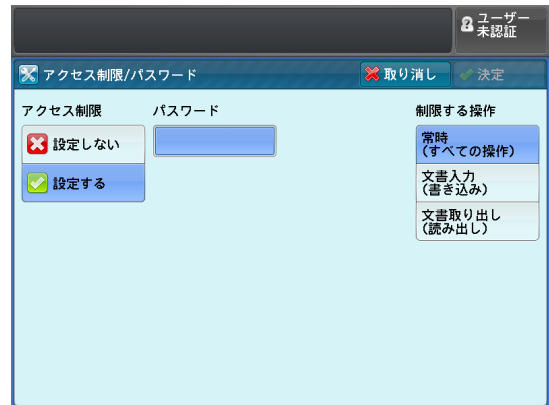 ユーザー
未認証
アクセス制限/パスワード
取り消し
決定
アクセス制限
パスワード
制限する操作
設定しない
設定する
常時
(すべての操作)
文書入力
(書き込み)
文書取り出し
(読み出し)